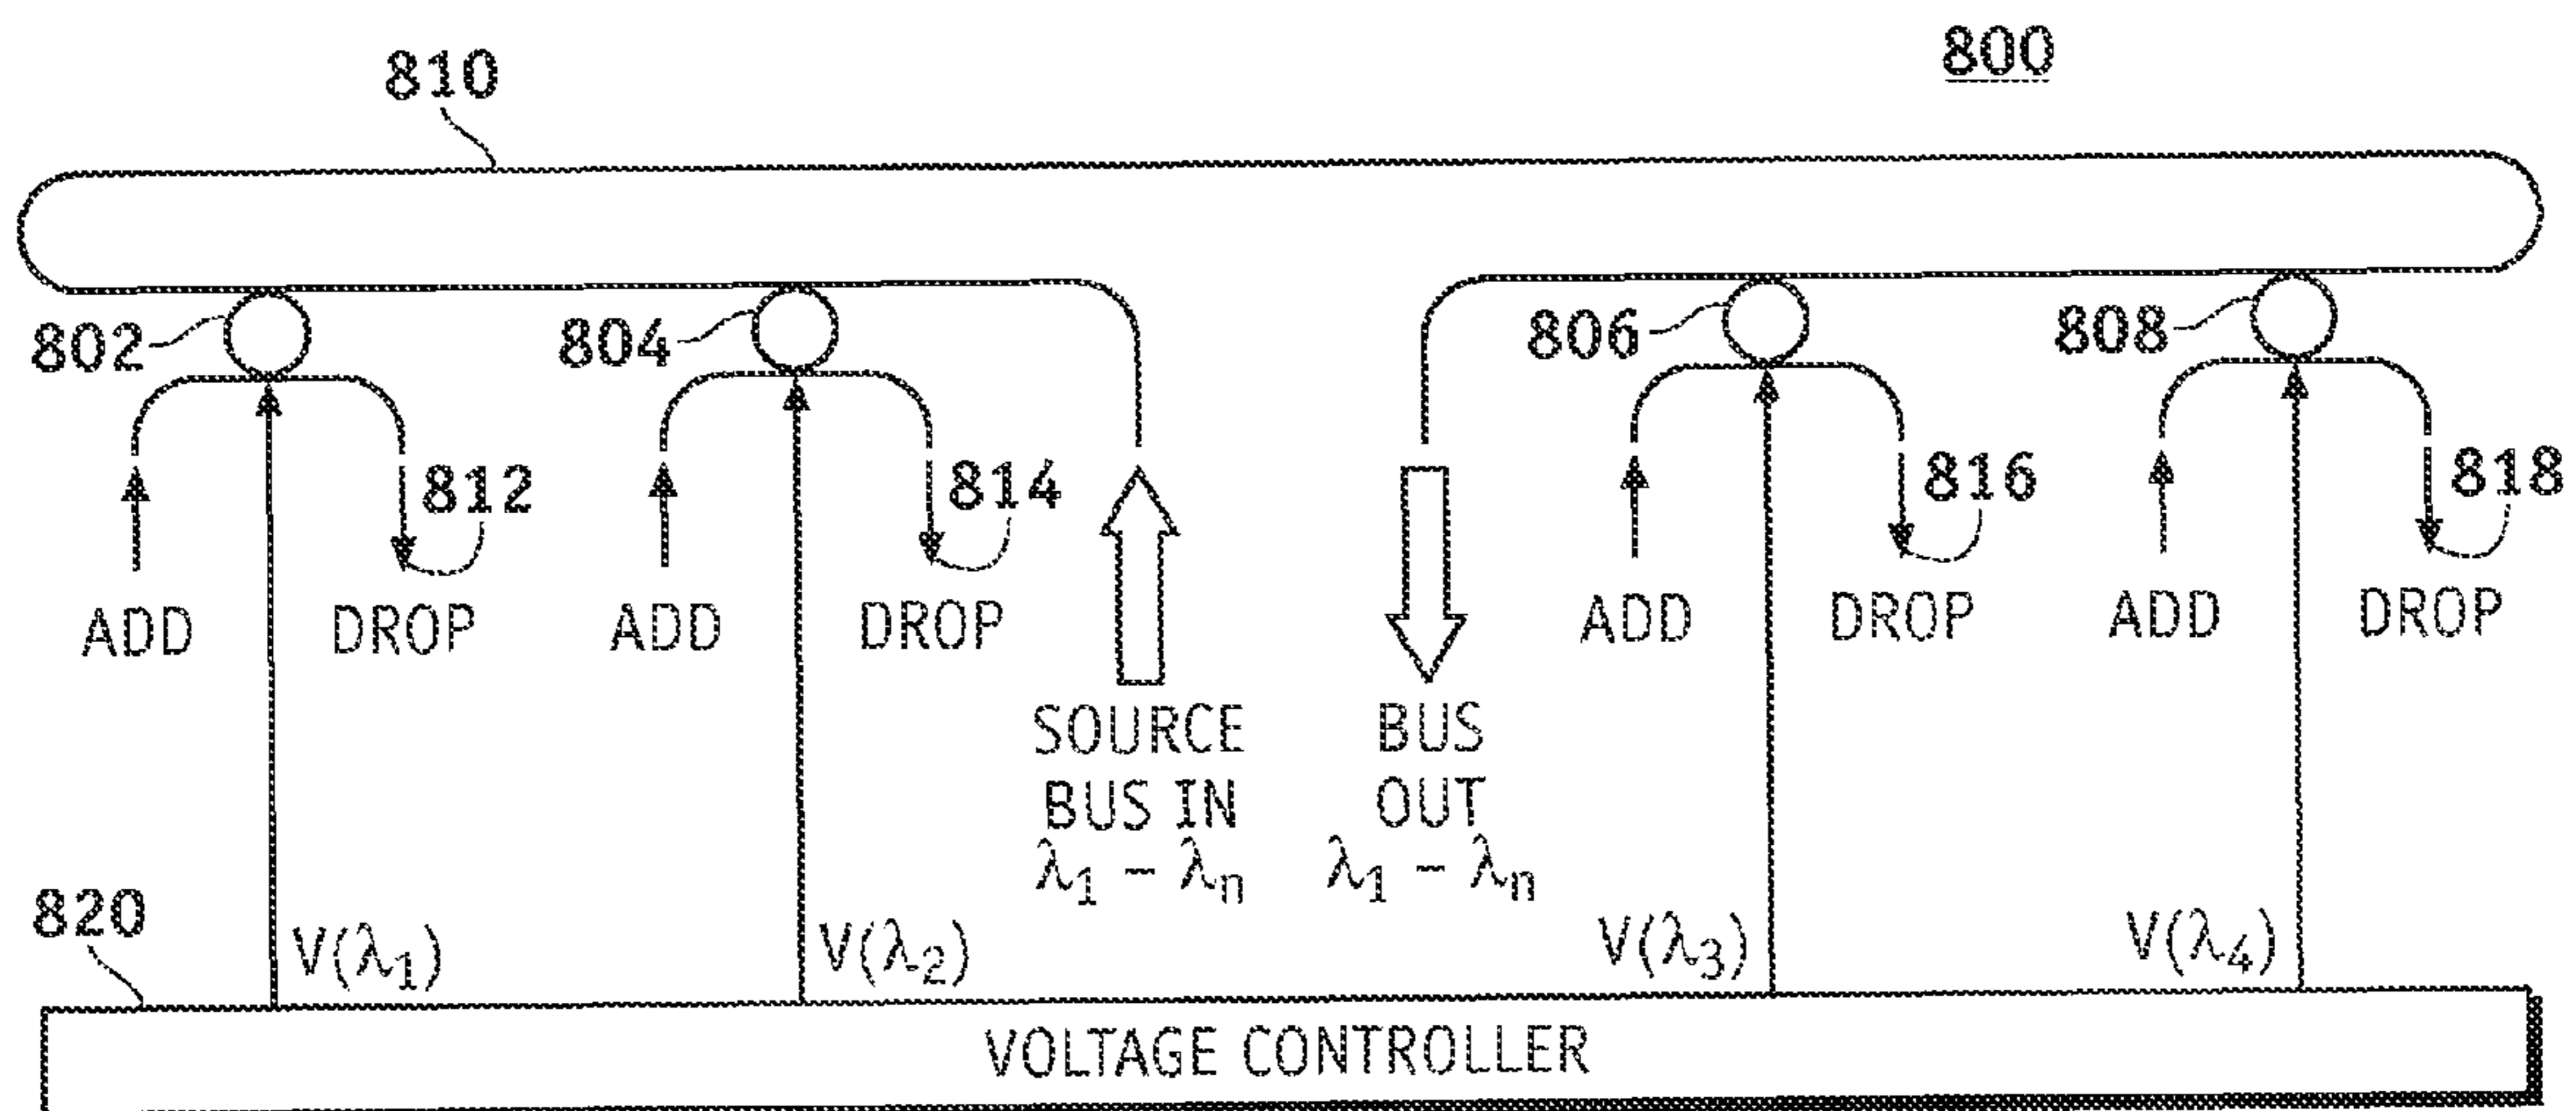 800
810
802
804
806
808
812
814
816
818
ADD
DROP
ADD
DROP
ADD
DROP
ADD
DROP
SOURCE
BUS IN
λ1 – λn
BUS
OUT
λ1 – λn
820
V(λ1)
V(λ2)
V(λ3)
V(λ4)
VOLTAGE CONTROLLER